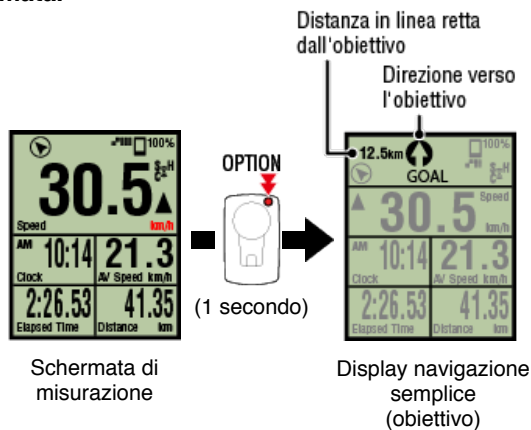 Distanza in linea retta
dall'obiettivo
Direzione verso
l'obiettivo
100%
30.5
Speed
km/h
AM 10:14
Clock
21.3
AV Speed km/h
2:26.53
Elapsed Time
41.35
Distance km
Schermata di
misurazione
OPTION
(1 secondo)
12.5km
GOAL
100%
30.5
Speed
km/h
AM 10:14
Clock
21.3
AV Speed km/h
2:26.53
Elapsed Time
41.35
Distance km
Display navigazione
semplice
(obiettivo)